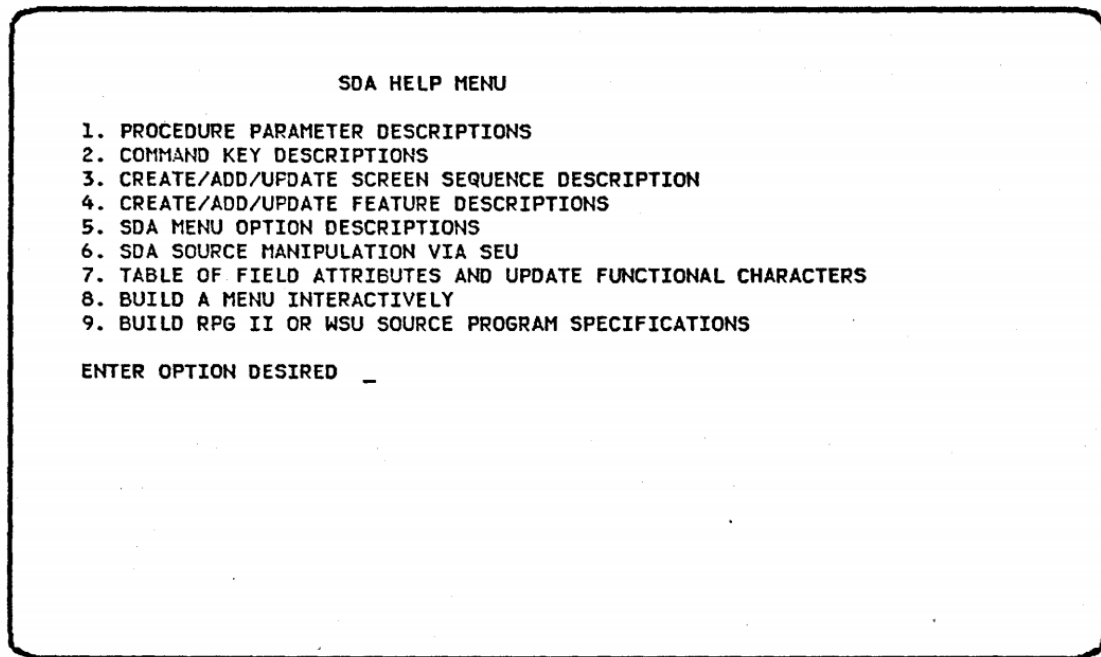 SDA HELP MENU
1. PROCEDURE PARAMETER DESCRIPTIONS
2. COMMAND KEY DESCRIPTIONS
3. CREATE/ADD/UPDATE SCREEN SEQUENCE DESCRIPTION
4. CREATE/ADD/UPDATE FEATURE DESCRIPTIONS
5. SDA MENU OPTION DESCRIPTIONS
6. SDA SOURCE MANIPULATION VIA SEU
7. TABLE OF FIELD ATTRIBUTES AND UPDATE FUNCTIONAL CHARACTERS
8. BUILD A MENU INTERACTIVELY
9. BUILD RPG II OR WSU SOURCE PROGRAM SPECIFICATIONS
ENTER OPTION DESIRED _